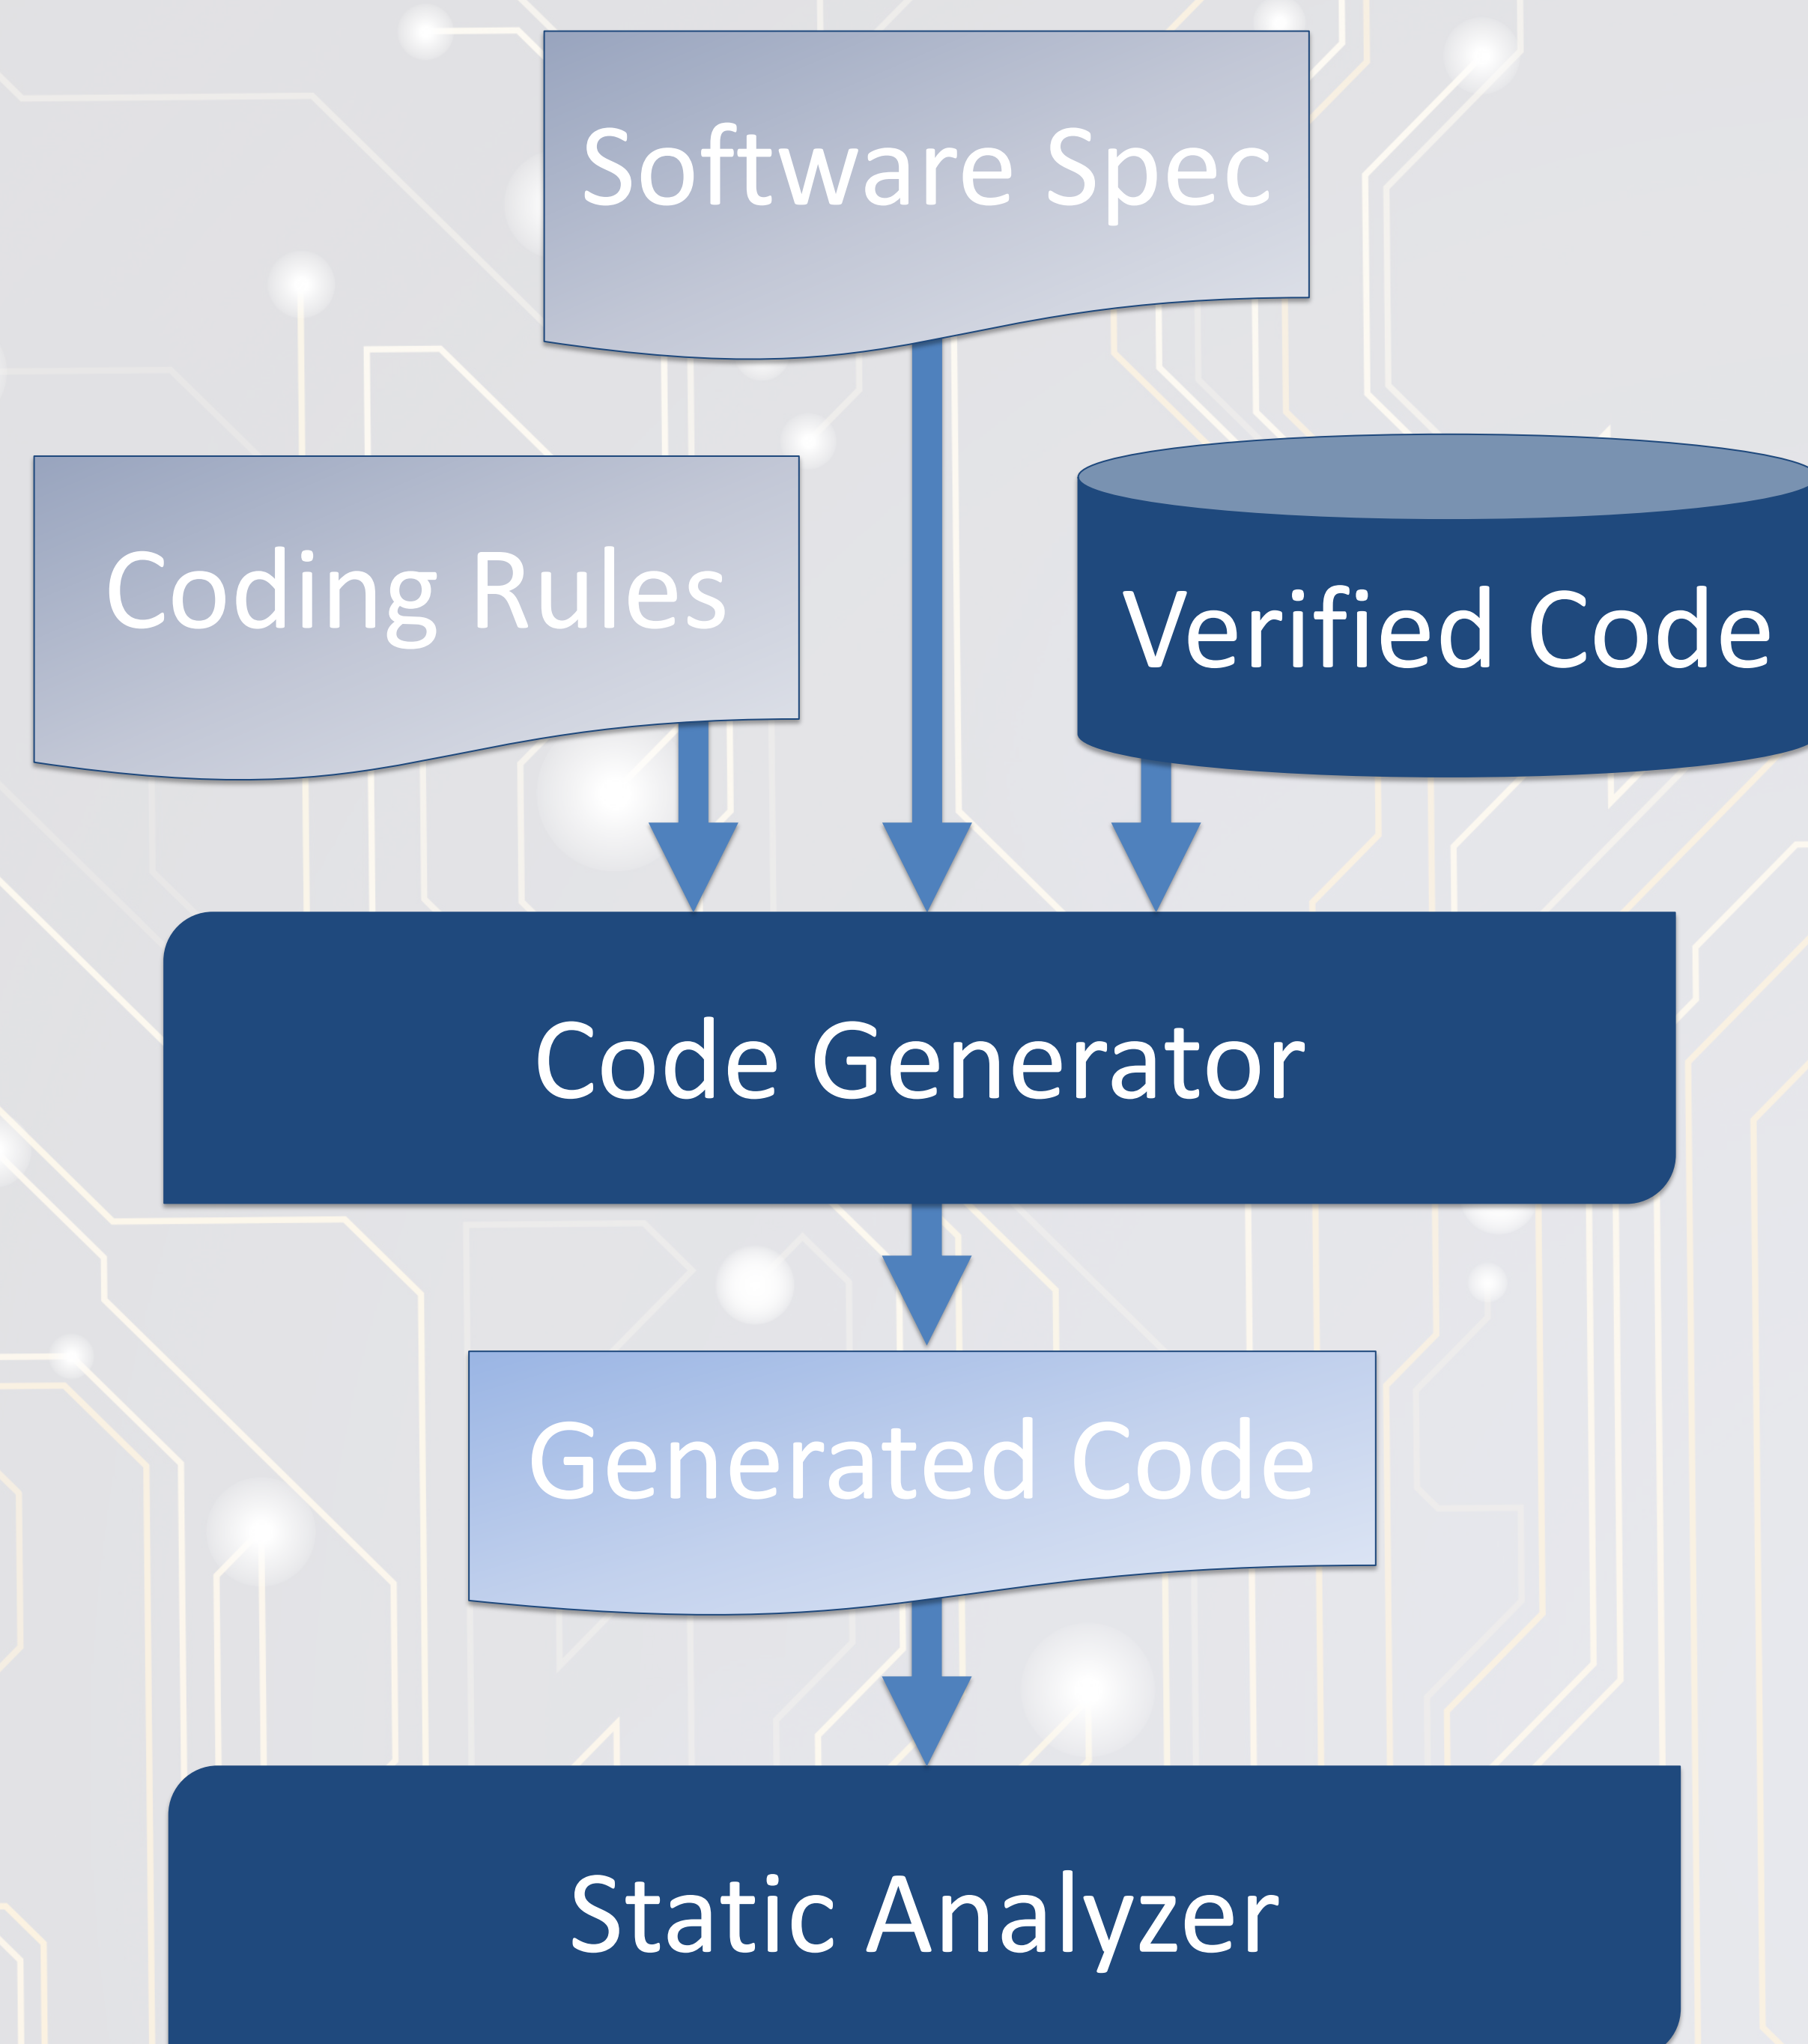 Software Spec
Coding Rules
Verified Code
Code Generator
Generated Code
Static Analyzer